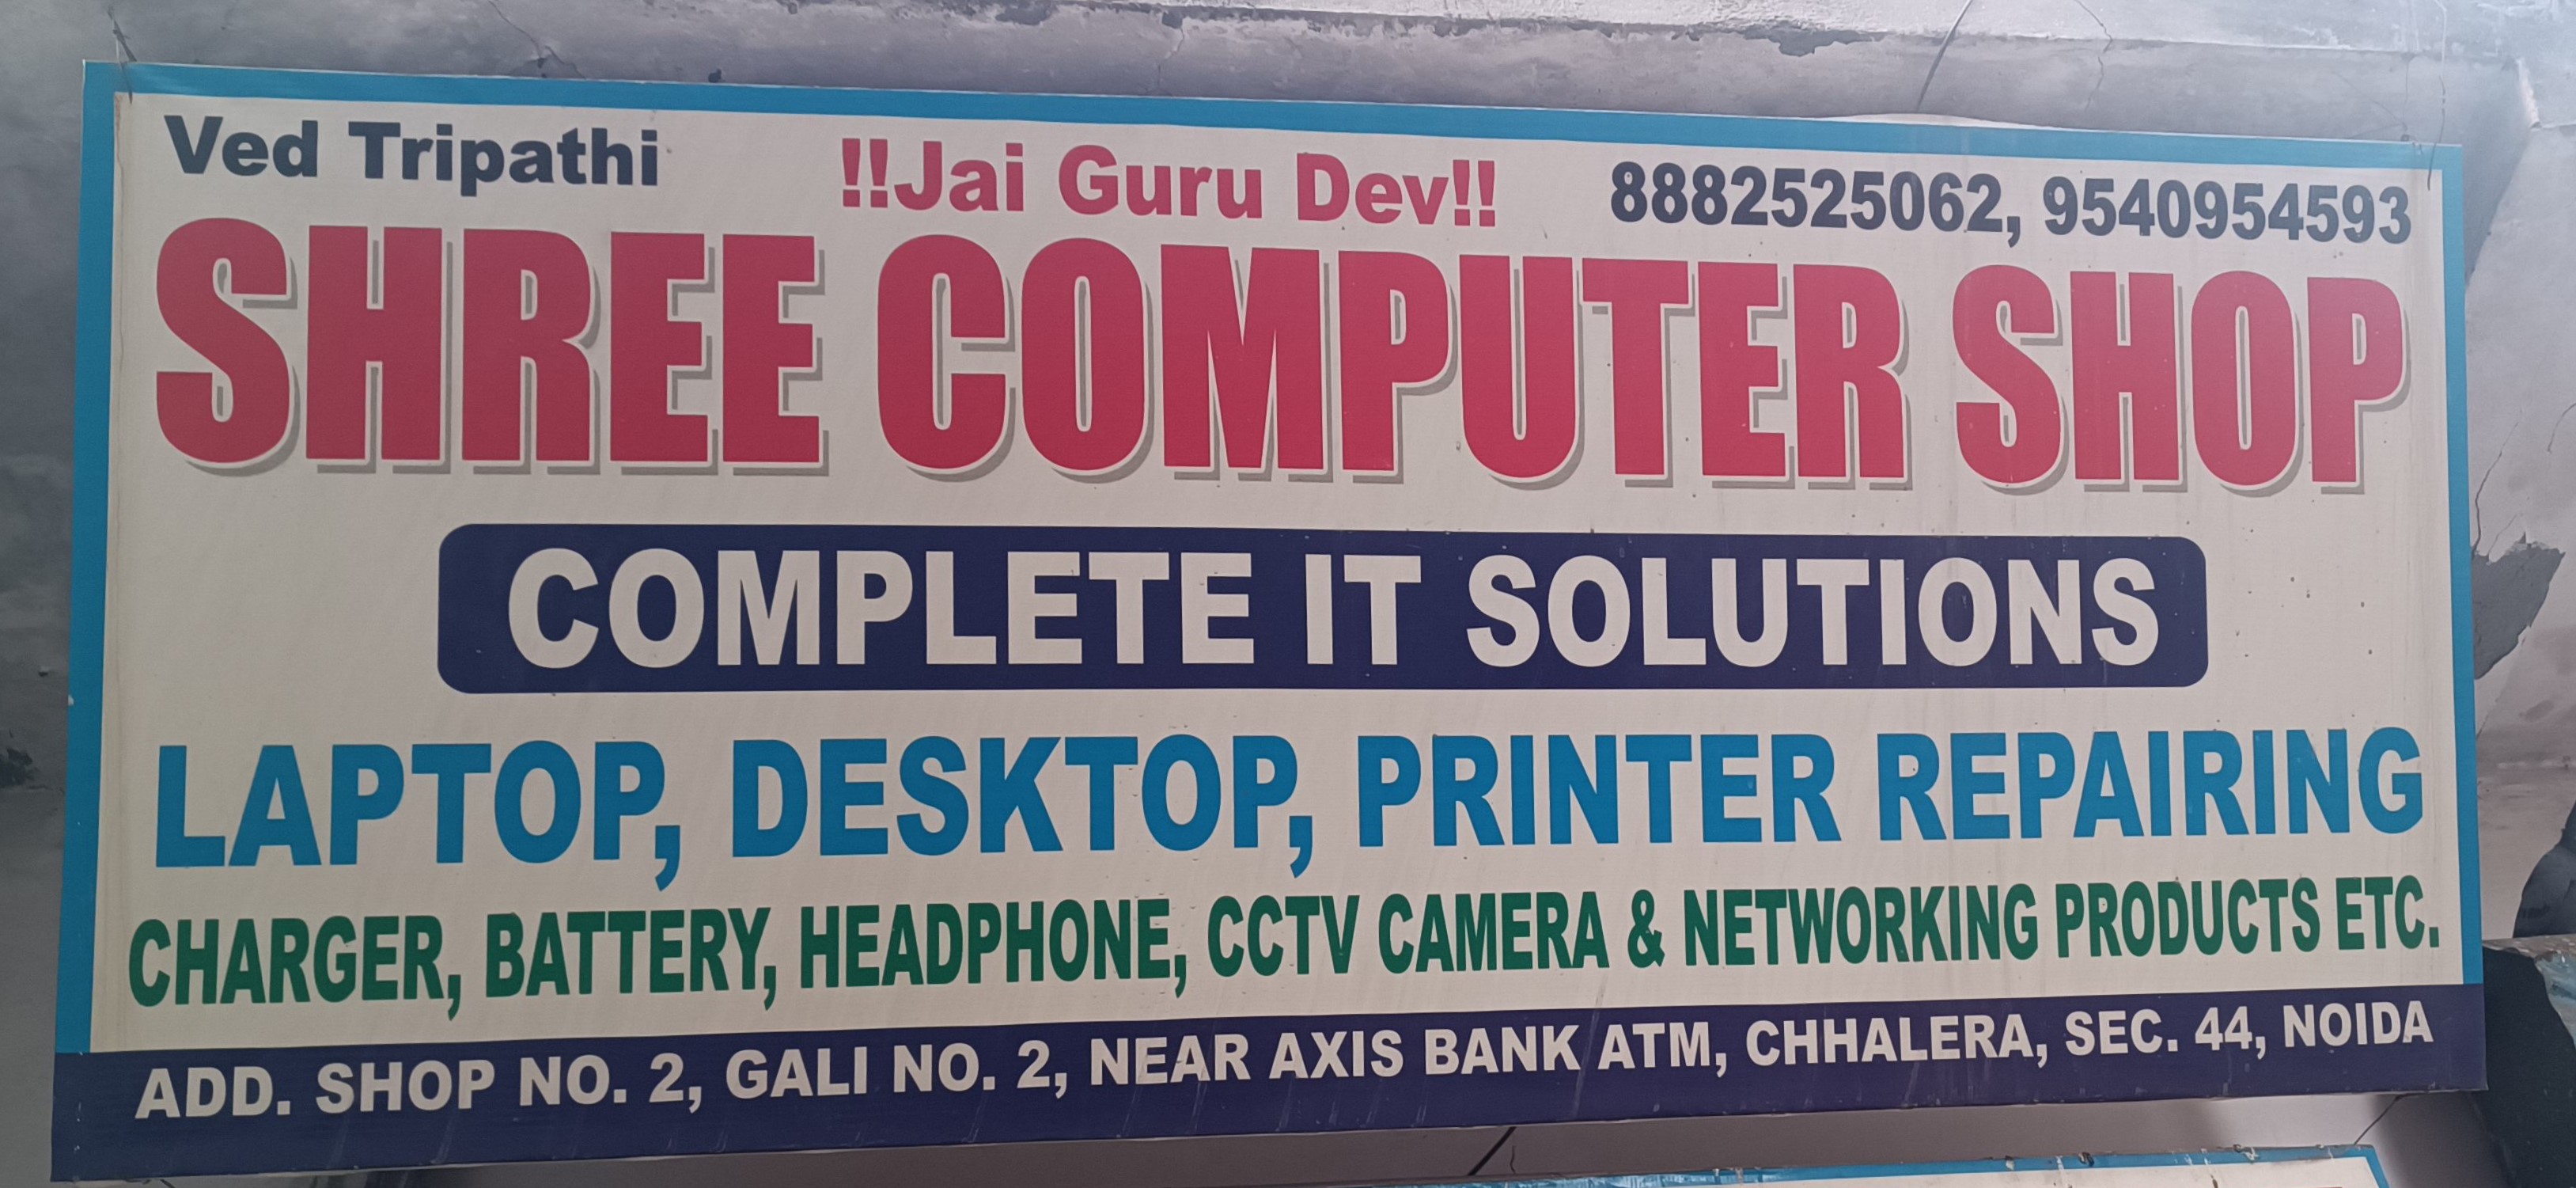 Ved Tripathi !!Jai Guru Dev!! 8882525062, 9540954593
SHREE COMPUTER SHOP
COMPLETE IT SOLUTIONS
LAPTOP, DESKTOP, PRINTER REPAIRING
CHARGER, BATTERY, HEADPHONE, CCTV CAMERA & NETWORKING PRODUCTS ETC.
ADD. SHOP NO. 2, GALI NO. 2, NEAR AXIS BANK ATM, CHHALERA, SEC. 44, NOIDA